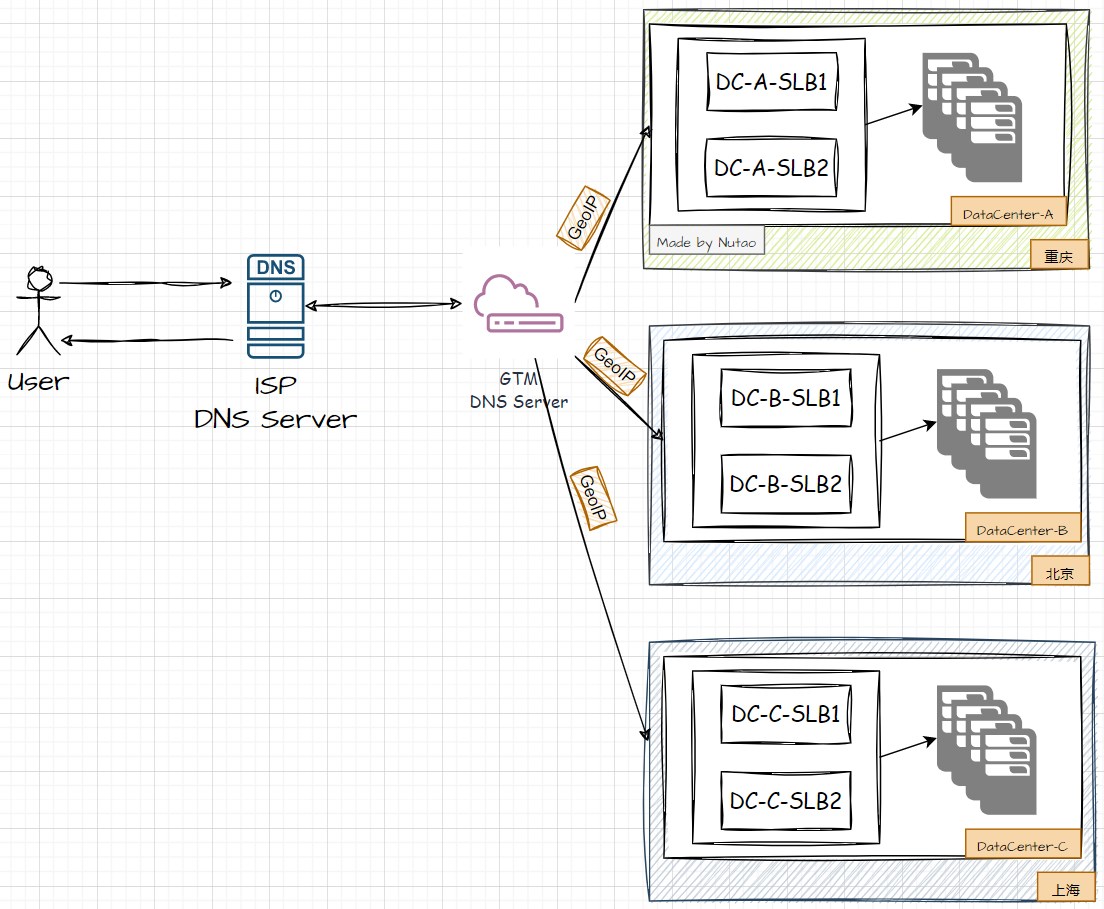 DNS
User
ISP
DNS Server
GTM
DNS Server
GeoIP
GeoIP
GeoIP
DC-A-SLB1
DC-A-SLB2
DataCenter-A
Made by Nutao
重庆
DC-B-SLB1
DC-B-SLB2
DataCenter-B
北京
DC-C-SLB1
DC-C-SLB2
DataCenter-C
上海